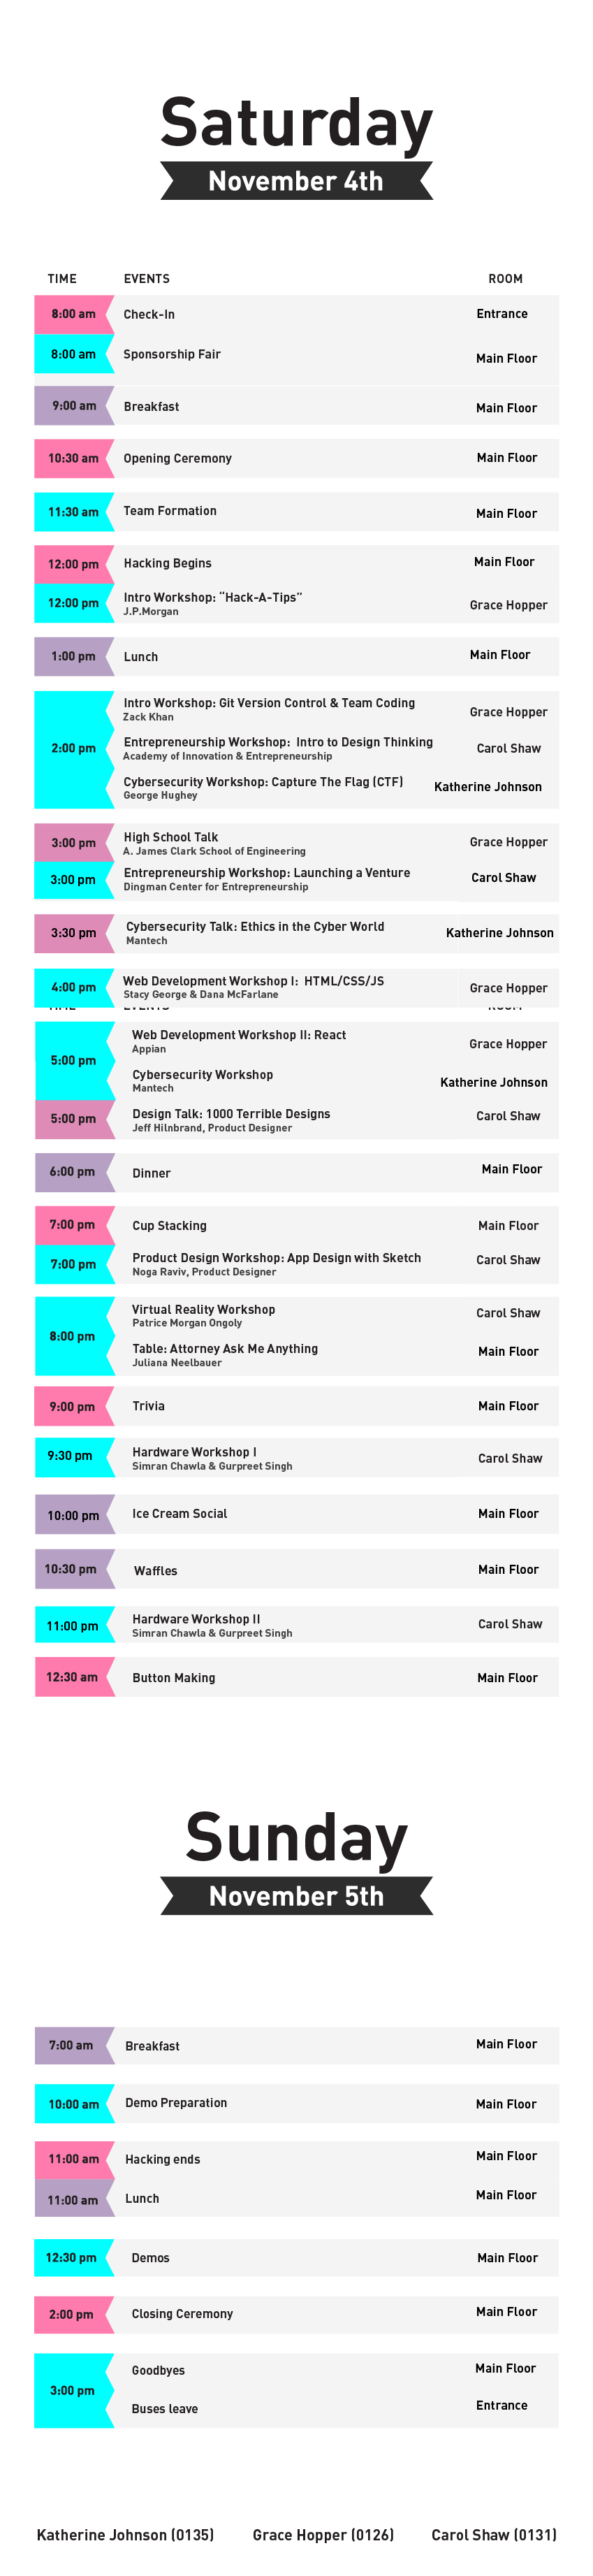 Saturday
November 4th
TIME EVENTS ROOM
8:00 am Check-In Entrance
8:00 am Sponsorship Fair Main Floor
9:00 am Breakfast Main Floor
10:30 am Opening Ceremony Main Floor
11:30 am Team Formation Main Floor
12:00 pm Hacking Begins Main Floor
12:00 pm Intro Workshop: “Hack-A-Tips” Grace Hopper
J.P.Morgan
1:00 pm Lunch Main Floor
Intro Workshop: Git Version Control & Team Coding Grace Hopper
Zack Khan
2:00 pm Entrepreneurship Workshop: Intro to Design Thinking Carol Shaw
Academy of Innovation & Entrepreneurship
Cybersecurity Workshop: Capture The Flag (CTF) Katherine Johnson
George Hughey
3:00 pm High School Talk Grace Hopper
A. James Clark School of Engineering
3:00 pm Entrepreneurship Workshop: Launching a Venture Carol Shaw
Dingman Center for Entrepreneurship
3:30 pm Cybersecurity Talk: Ethics in the Cyber World Katherine Johnson
Mantech
4:00 pm Web Development Workshop I: HTML/CSS/JS Grace Hopper
Stacy George & Dana McFarlane
TIME EVENTS ROOM
Web Development Workshop II: React Grace Hopper
Appian
5:00 pm
Cybersecurity Workshop Katherine Johnson
Mantech
5:00 pm Design Talk: 1000 Terrible Designs Carol Shaw
Jeff Hilnbrand, Product Designer
6:00 pm Dinner Main Floor
7:00 pm Cup Stacking Main Floor
7:00 pm Product Design Workshop: App Design with Sketch Carol Shaw
Noga Raviv, Product Designer
Virtual Reality Workshop Carol Shaw
Patrice Morgan Ongoly
8:00 pm
Table: Attorney Ask Me Anything Main Floor
Juliana Neelbauer
9:00 pm Trivia Main Floor
9:30 pm Hardware Workshop I Carol Shaw
Simran Chawla & Gurpreet Singh
10:00 pm Ice Cream Social Main Floor
10:30 pm Waffles Main Floor
11:00 pm Hardware Workshop II Carol Shaw
Simran Chawla & Gurpreet Singh
12:30 am Button Making Main Floor
Sunday
November 5th
7:00 am Breakfast Main Floor
10:00 am Demo Preparation Main Floor
11:00 am Hacking ends Main Floor
11:00 am Lunch Main Floor
12:30 pm Demos Main Floor
2:00 pm Closing Ceremony Main Floor
Goodbyes Main Floor
3:00 pm
Buses leave Entrance
Katherine Johnson (0135) Grace Hopper (0126) Carol Shaw (0131)